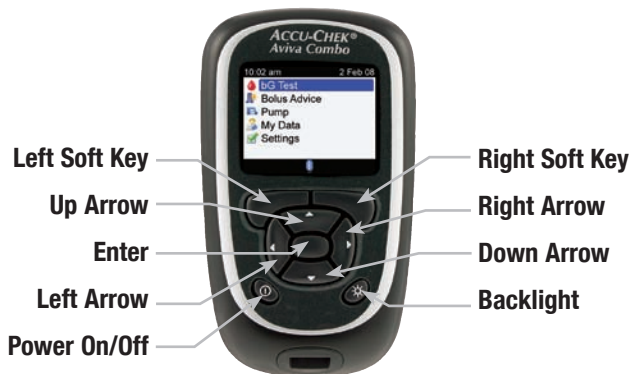 ACCU-CHEK®
Aviva Combo
10:02 am 2 Feb 08
bG Test
Bolus Advice
Pump
My Data
Settings
Left Soft Key
Right Soft Key
Up Arrow
Right Arrow
Enter
Down Arrow
Left Arrow
Backlight
Power On/Off